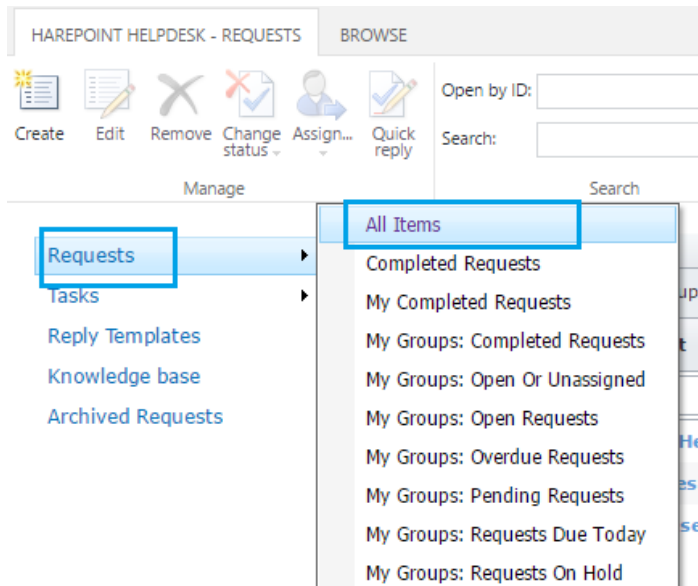 HAREPOINT HELPDESK - REQUESTS
BROWSE
Create
Edit
Remove
Change
status
Assign...
Quick
reply
Manage
Open by ID:
Search:
Search
Requests
Tasks
Reply Templates
Knowledge base
Archived Requests
All Items
Completed Requests
My Completed Requests
My Groups: Completed Requests
My Groups: Open Or Unassigned
My Groups: Open Requests
My Groups: Overdue Requests
My Groups: Pending Requests
My Groups: Requests Due Today
My Groups: Requests On Hold